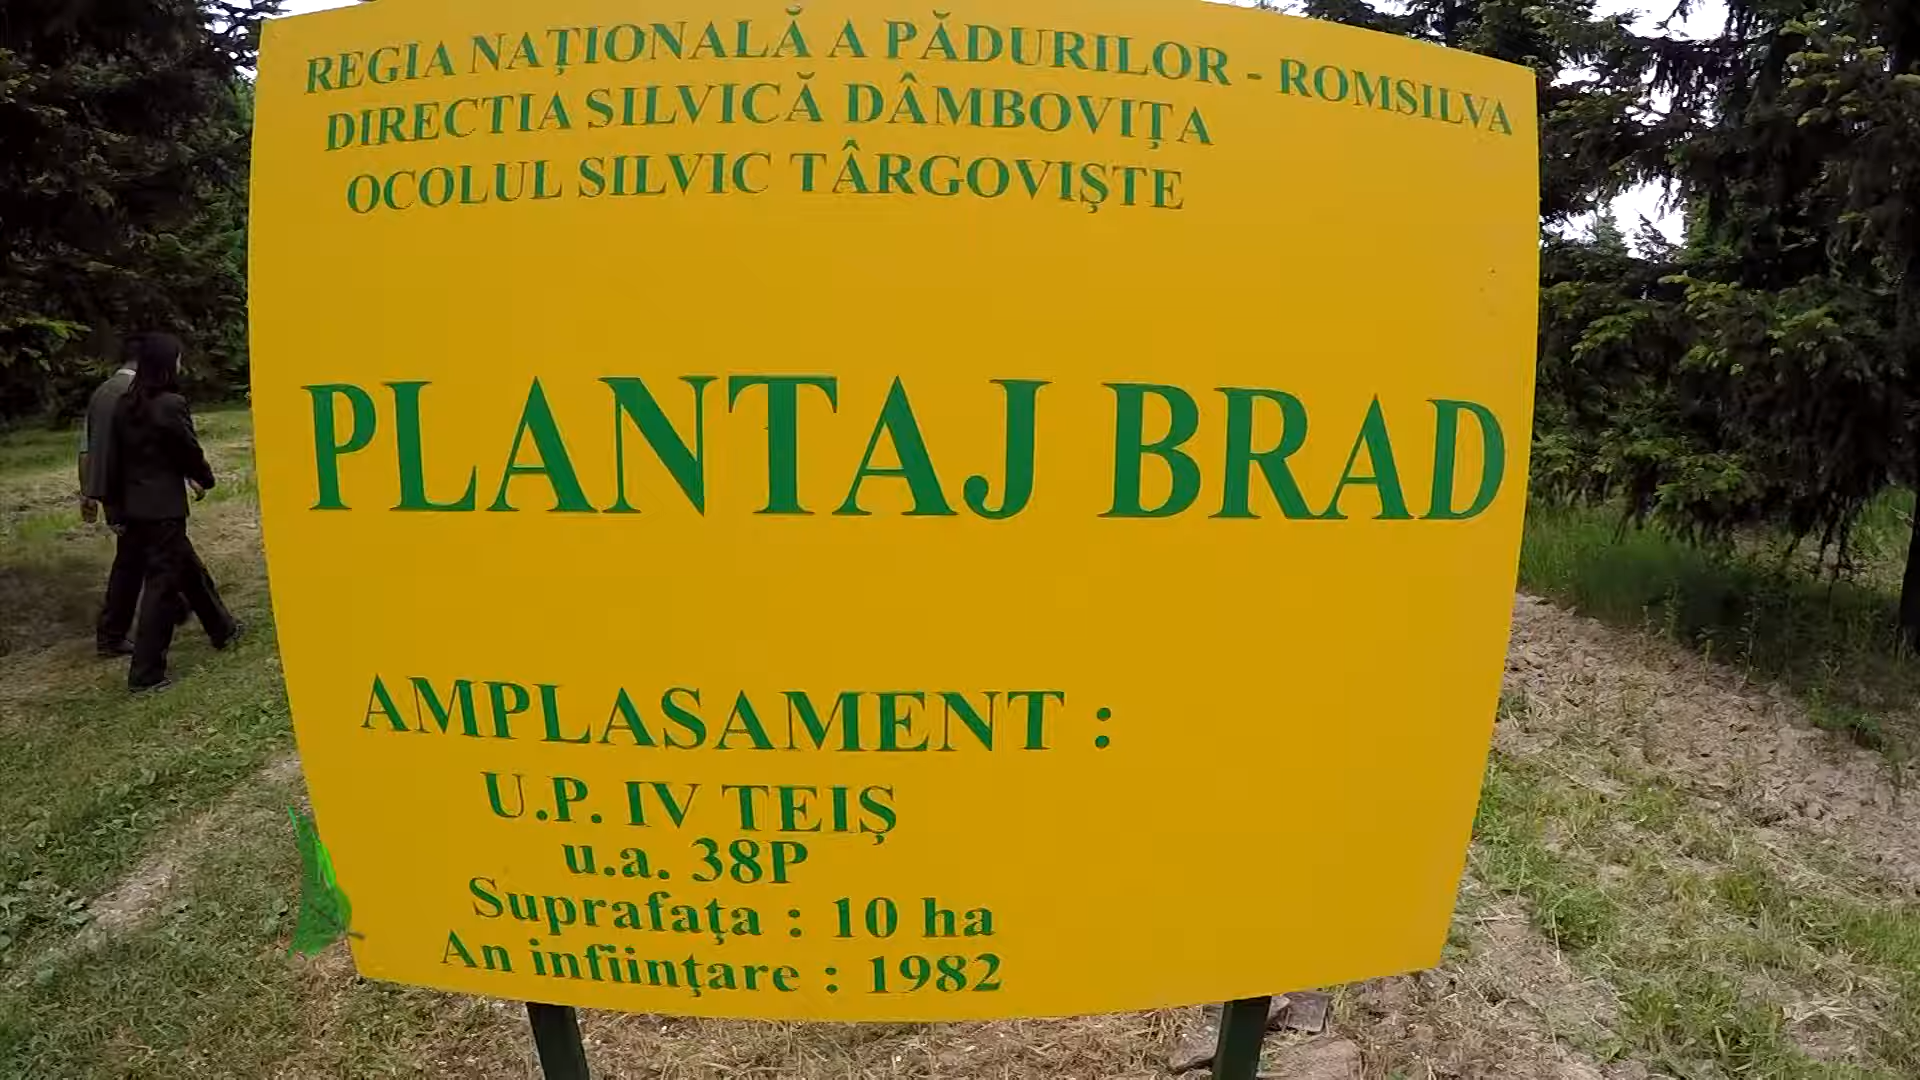 REGIA NAȚIONALĂ A PĂDURILOR - ROMSILVA
DIRECTIA SILVICĂ DÂMBOVIȚA
OCOLUL SILVIC TÂRGOVIȘTE
PLANTAJ BRAD
AMPLASAMENT :
U.P. IV TEIȘ
u.a. 38P
Suprafața : 10 ha
An inființare : 1982